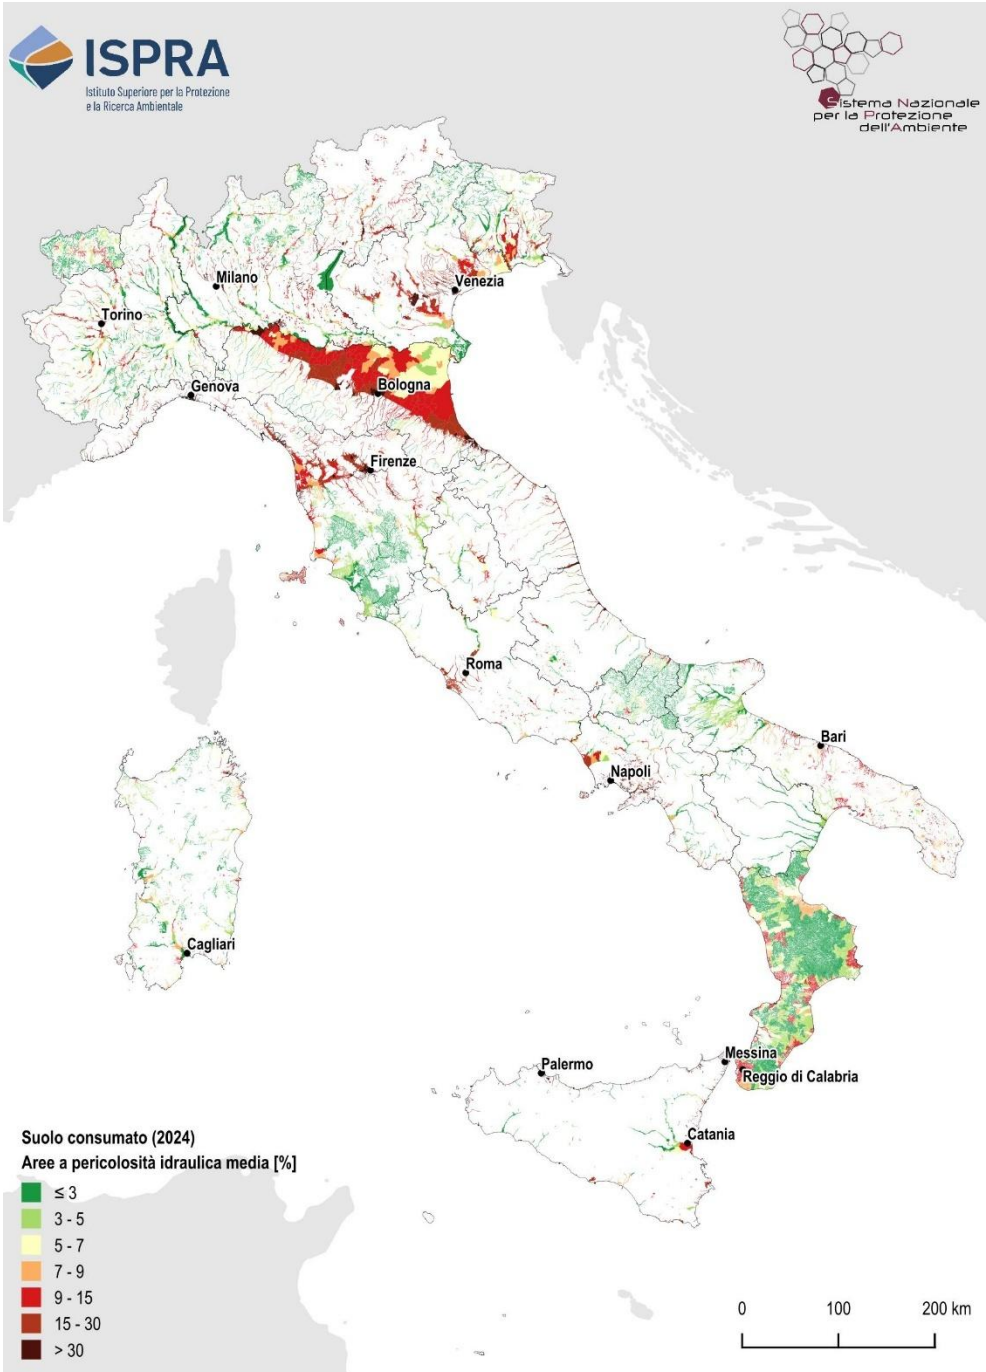 ISPRA
Istituto Superiore per la Protezione
e la Ricerca Ambientale
Sistema Nazionale
per la Protezione
dell'Ambiente
Milano
Venezia
Torino
Genova
Bologna
Firenze
Roma
Bari
Napoli
Cagliari
Messina
Palermo
Reggio di Calabria
Catania
Suolo consumato (2024)
Aree a pericolosità idraulica media [%]
≤ 3
3 - 5
5 - 7
7 - 9
9 - 15
15 - 30
> 30
0 100 200 km